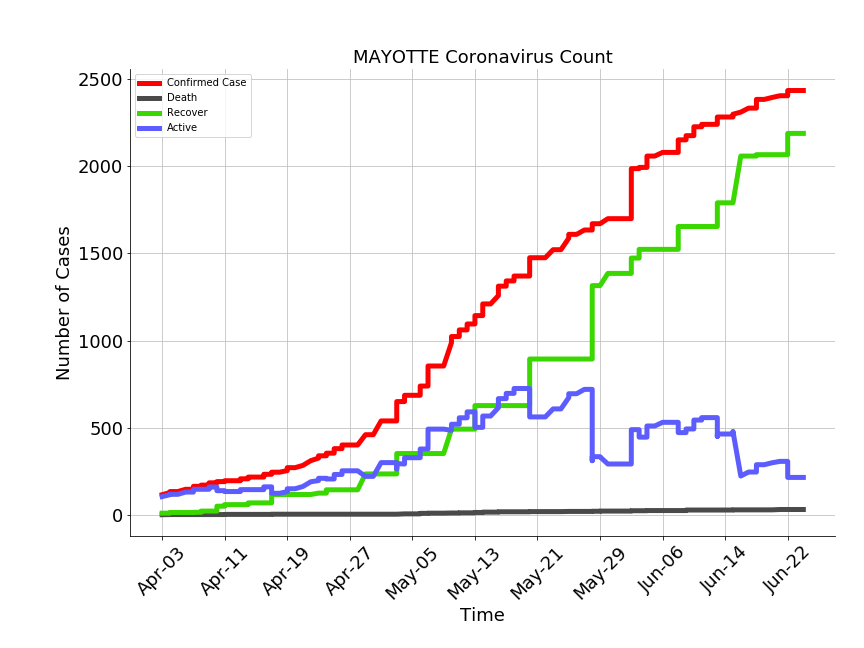 MAYOTTE Coronavirus Count
Confirmed Case
Death
Recover
Active
Number of Cases
2500
2000
1500
1000
500
0
Apr-03
Apr-11
Apr-19
Apr-27
May-05
May-13
May-21
May-29
Jun-06
Jun-14
Jun-22
Time